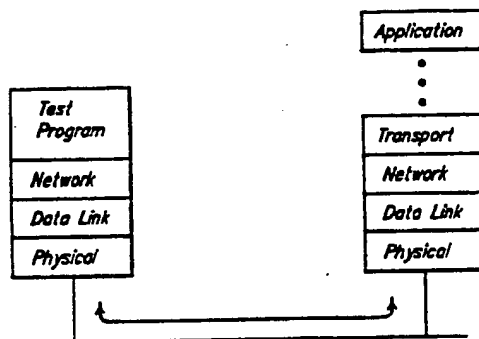 Application
Test
Program
Transport
Network
Network
Data Link
Data Link
Physical
Physical